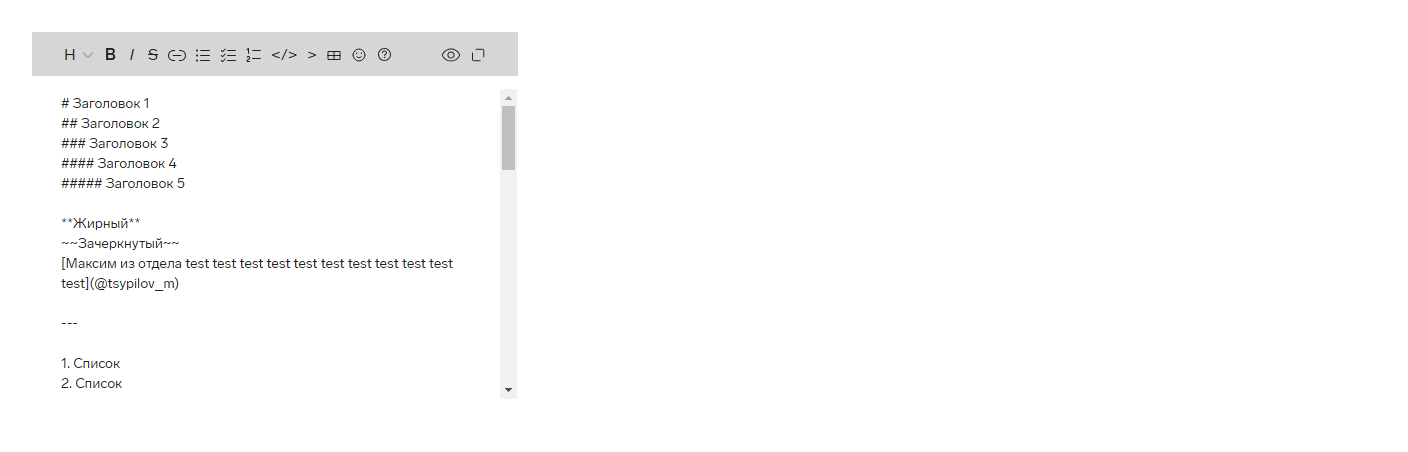 H B I S </> >
# Заголовок 1
## Заголовок 2
### Заголовок 3
#### Заголовок 4
##### Заголовок 5
**Жирный**
~~Зачеркнутый~~
[Максим из отдела test test test test test test test test test test
test](@tsypilov_m)
---
1. Список
2. Список